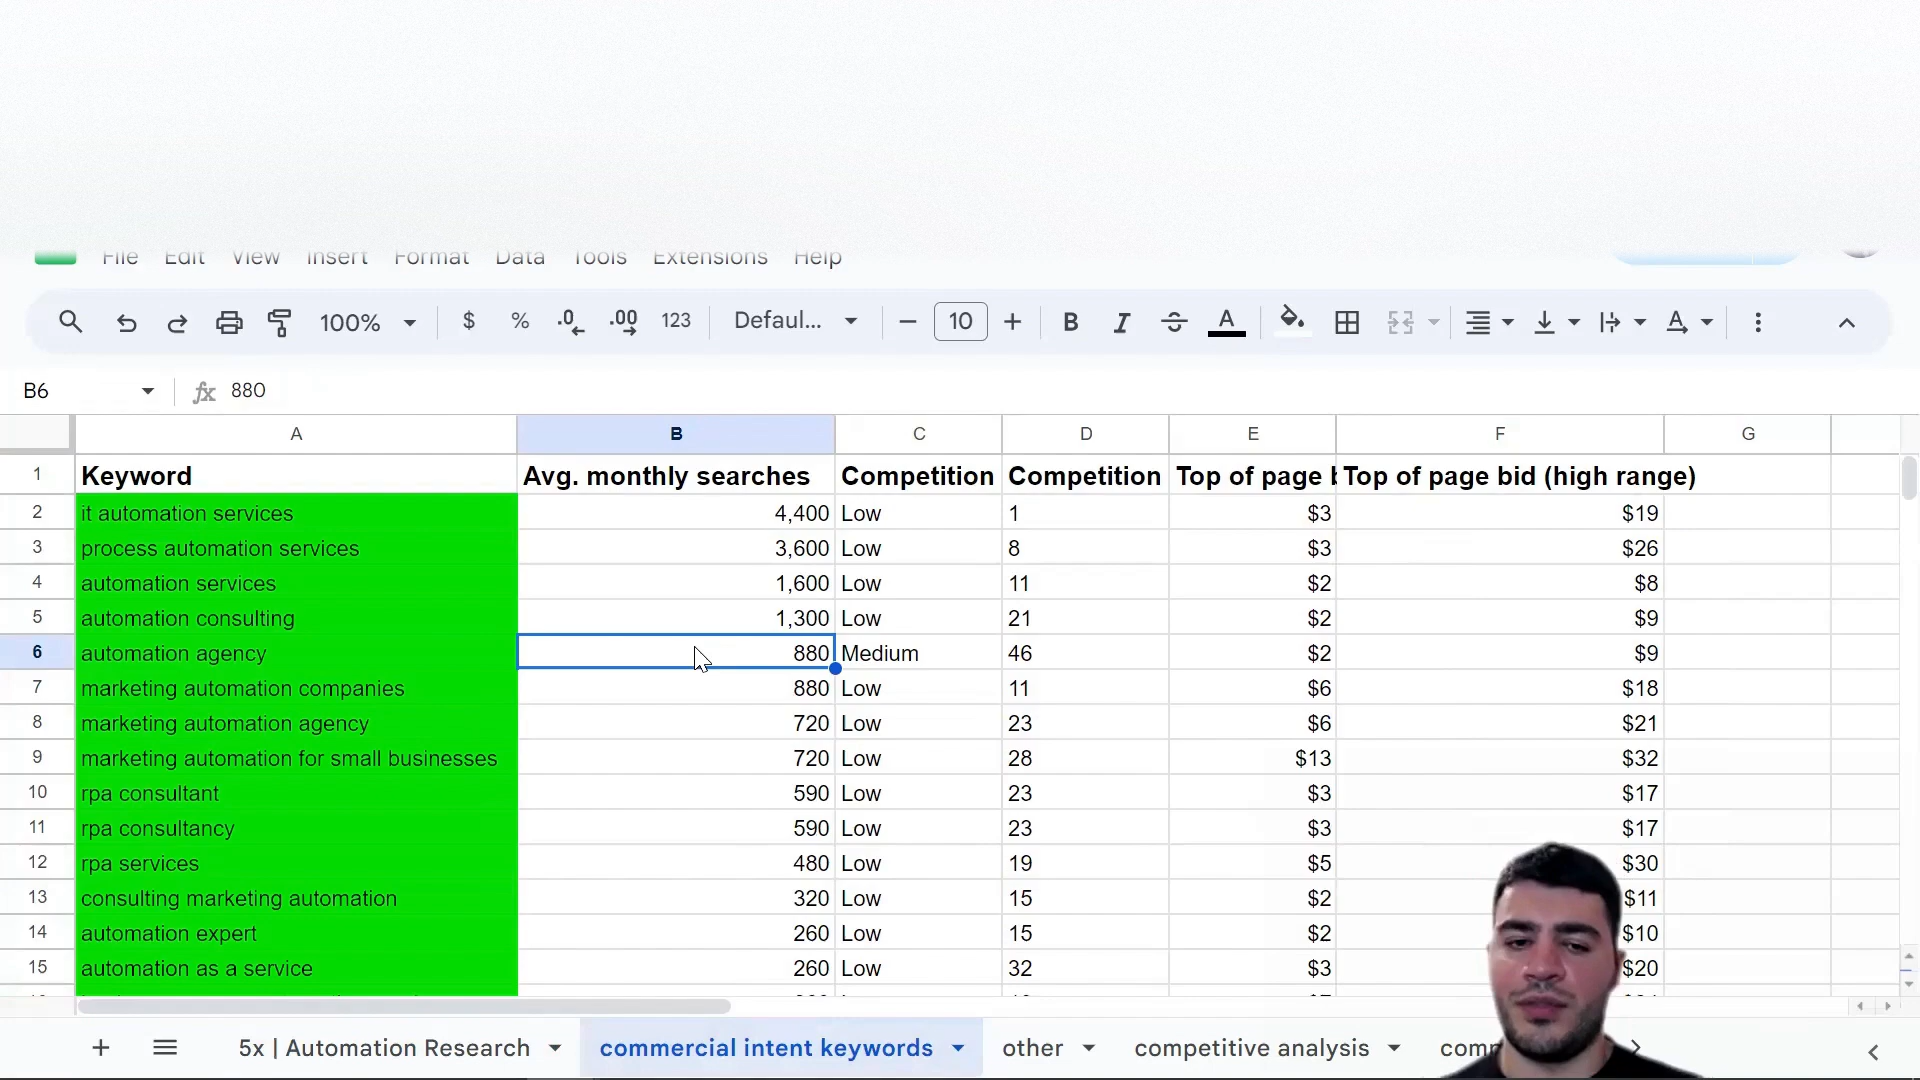 File Edit View Insert Format Data Tools Extensions Help
100% $ % .0 .00 123 Defaul... 10 B I A A
B6 fx 880
A B C D E F G
1 Keyword Avg. monthly searches Competition Competition Top of page b Top of page bid (high range)
2 it automation services 4,400 Low 1 $3 $19
3 process automation services 3,600 Low 8 $3 $26
4 automation services 1,600 Low 11 $2 $8
5 automation consulting 1,300 Low 21 $2 $9
6 automation agency 880 Medium 46 $2 $9
7 marketing automation companies 880 Low 11 $6 $18
8 marketing automation agency 720 Low 23 $6 $21
9 marketing automation for small businesses 720 Low 28 $13 $32
10 rpa consultant 590 Low 23 $3 $17
11 rpa consultancy 590 Low 23 $3 $17
12 rpa services 480 Low 19 $5 $30
13 consulting marketing automation 320 Low 15 $2 $11
14 automation expert 260 Low 15 $2 $10
15 automation as a service 260 Low 32 $3 $20
5x | Automation Research commercial intent keywords other competitive analysis